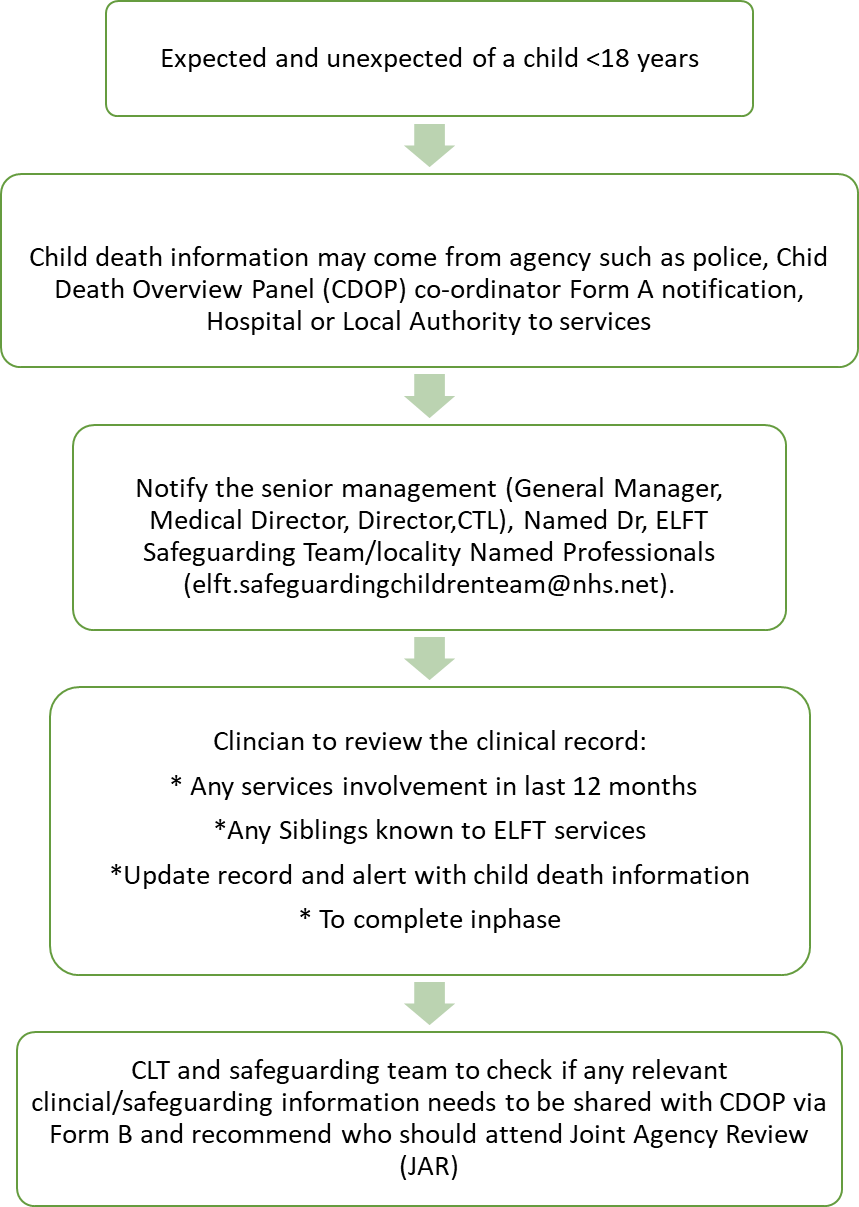 Expected and unexpected of a child <18 years
Child death information may come from agency such as police, Chid
Death Overview Panel (CDOP) co-ordinator Form A notification,
Hospital or Local Authority to services
Notify the senior management (General Manager,
Medical Director, Director,CTL), Named Dr, ELFT
Safeguarding Team/locality Named Professionals
(elft.safeguardingchildrenteam@nhs.net).
Clincian to review the clinical record:
* Any services involvement in last 12 months
*Any Siblings known to ELFT services
*Update record and alert with child death information
* To complete inphase
CLT and safeguarding team to check if any relevant
clincial/safeguarding information needs to be shared with CDOP via
Form B and recommend who should attend Joint Agency Review
(JAR)